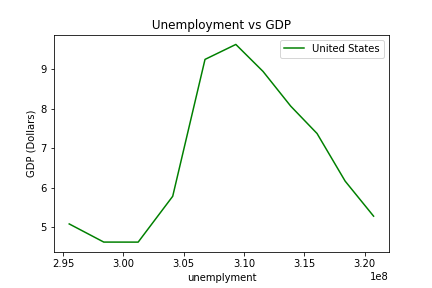 Unemployment vs GDP
United States
GDP (Dollars)
9
8
7
6
5
2.95 3.00 3.05 3.10 3.15 3.20
1e8
unemplyment